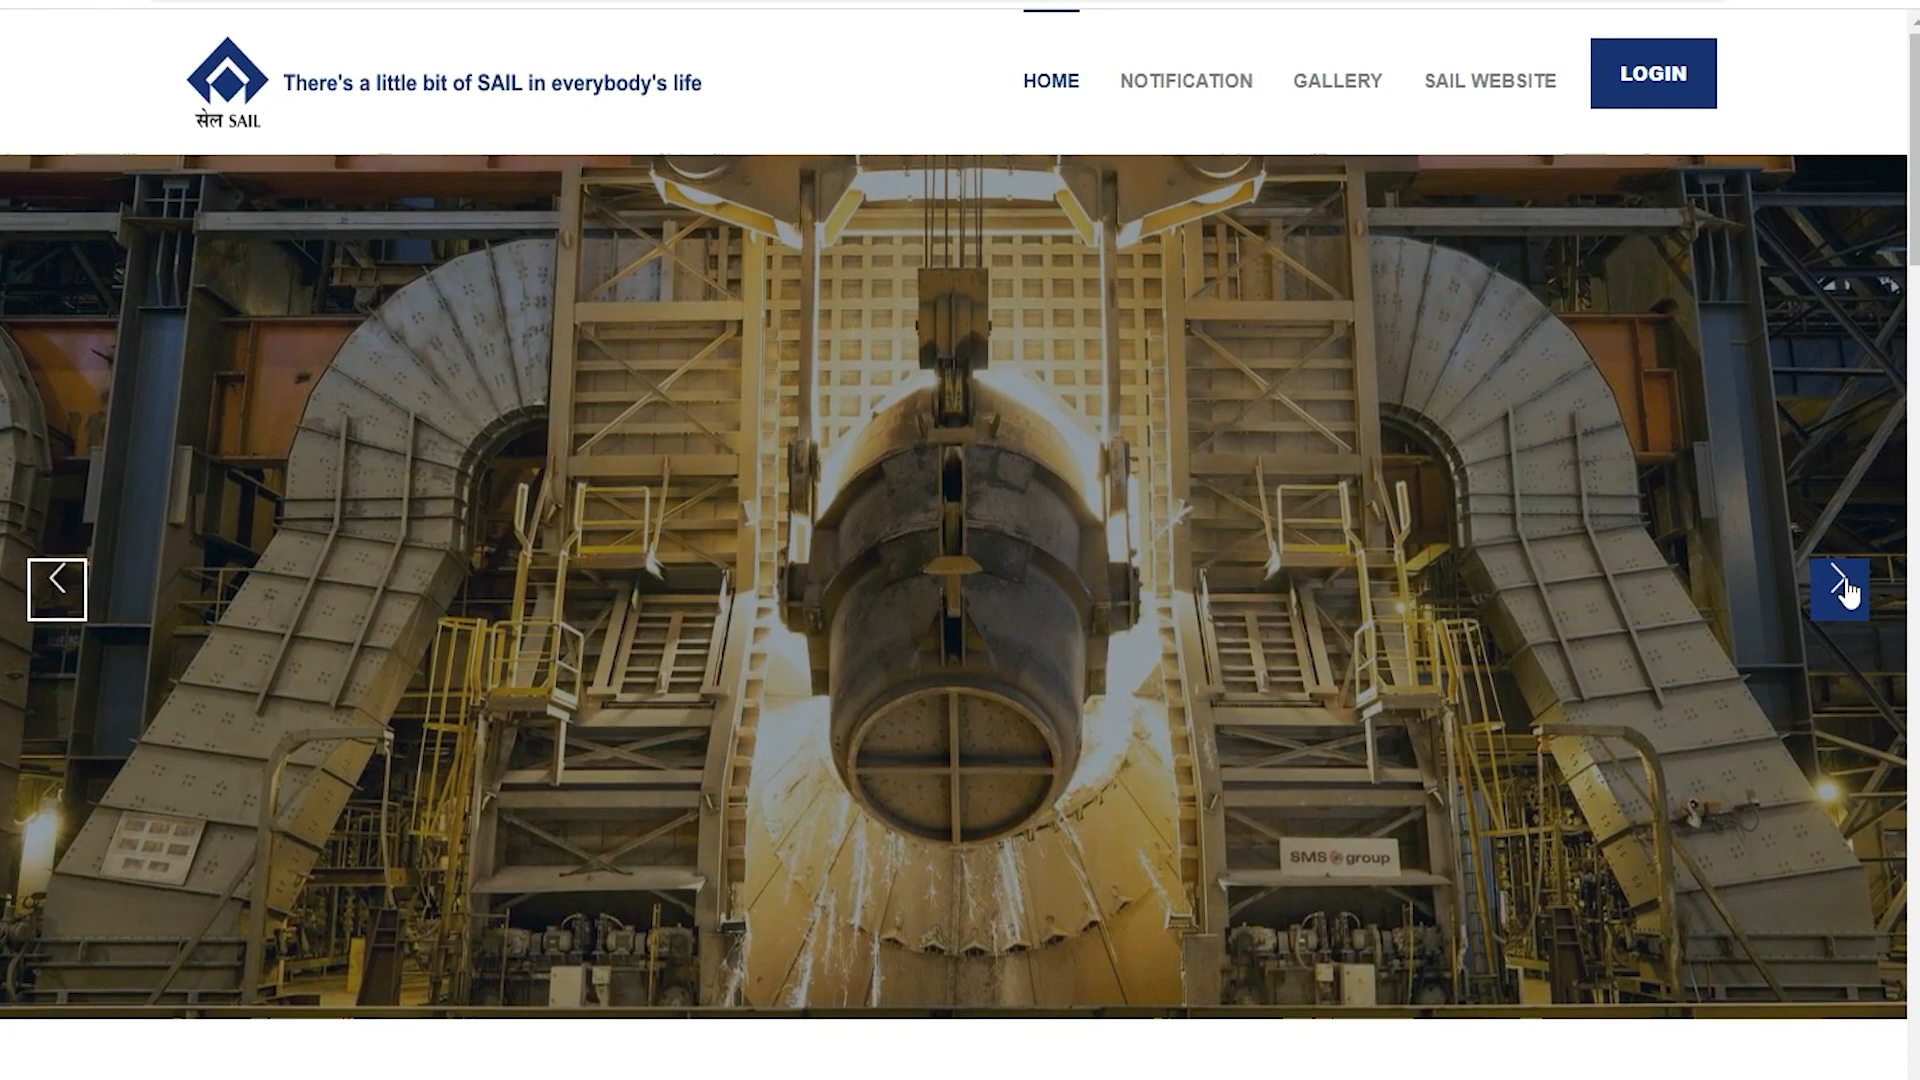 सेल SAIL
There's a little bit of SAIL in everybody's life
HOME
NOTIFICATION
GALLERY
SAIL WEBSITE
LOGIN
SMS group